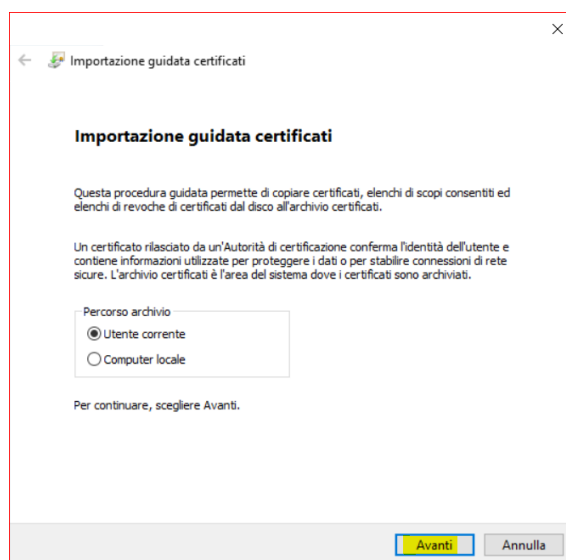 Importazione guidata certificati
Importazione guidata certificati
Questa procedura guidata permette di copiare certificati, elenchi di scopi consentiti ed
elenchi di revoche di certificati dal disco all'archivio certificati.
Un certificato rilasciato da un'Autorità di certificazione conferma l'identità dell'utente e
contiene informazioni utilizzate per proteggere i dati o per stabilire connessioni di rete
sicure. L'archivio certificati è l'area del sistema dove i certificati sono archiviati.
Percorso archivio
Utente corrente
Computer locale
Per continuare, scegliere Avanti.
Avanti
Annulla